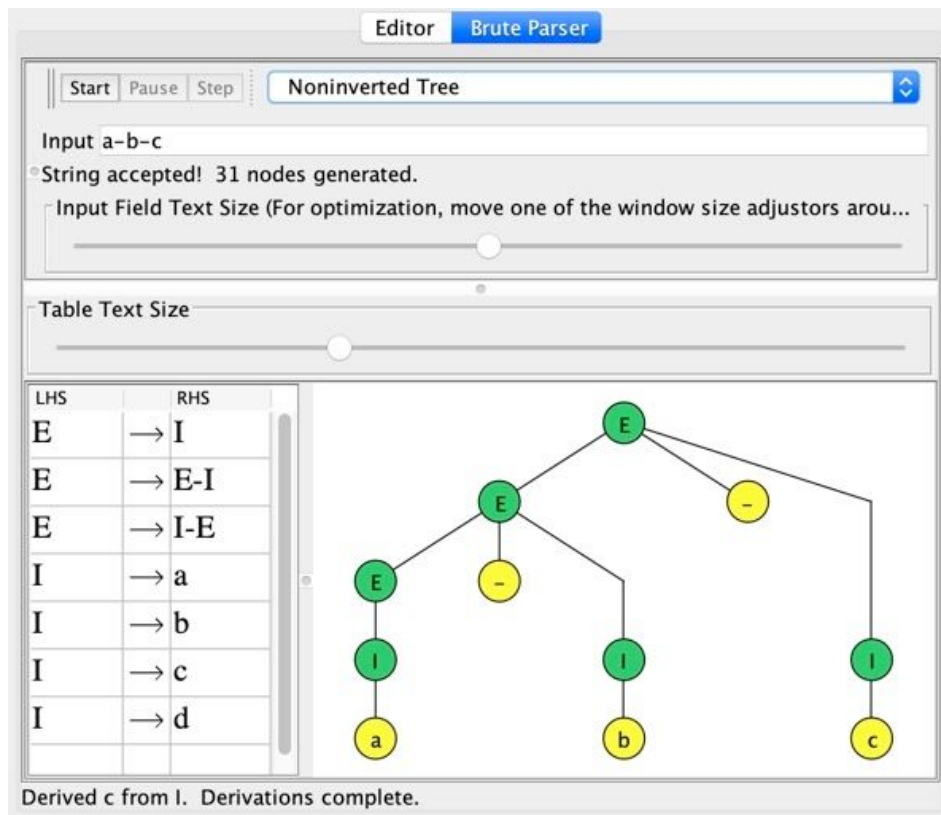 Editor Brute Parser
Start Pause Step Noninverted Tree
Input a-b-c
String accepted! 31 nodes generated.
Input Field Text Size (For optimization, move one of the window size adjustors arou...
Table Text Size
LHS RHS
E → I
E → E-I
E → I-E
I → a
I → b
I → c
I → d
E
E -
E -
I I I
a b c
Derived c from I. Derivations complete.